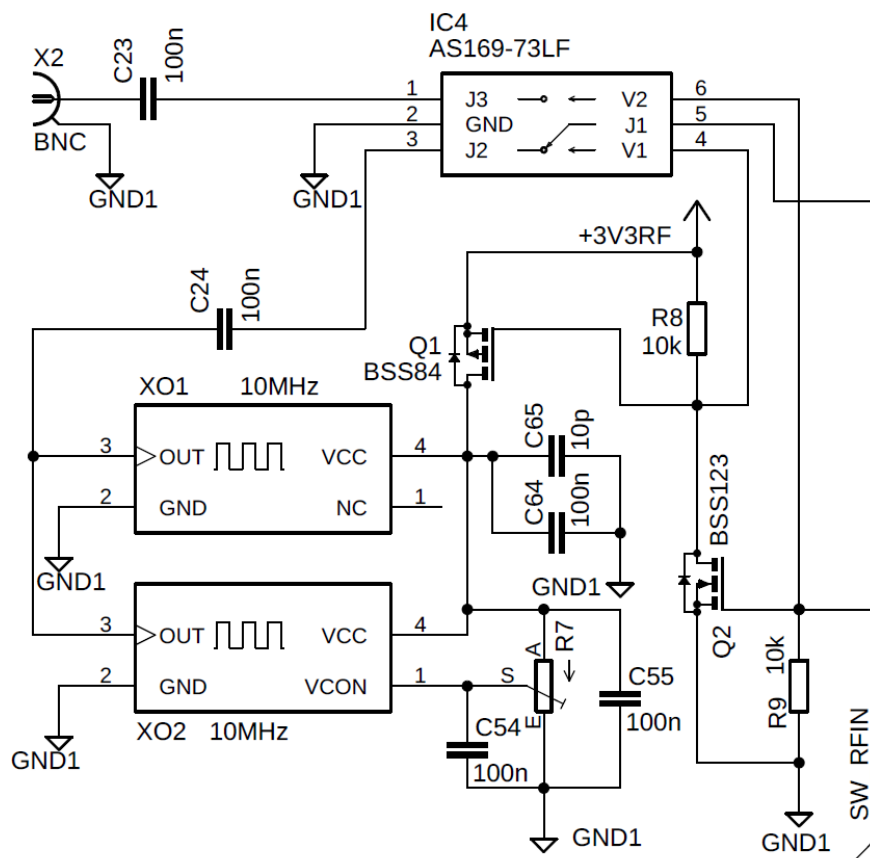 IC4
AS169-73LF
X2
C23
100n
BNC
GND1
1
2
3
J3
GND
J2
V2
J1
V1
6
5
4
GND1
+3V3RF
C24
100n
Q1
BSS84
R8
10k
XO1
10MHz
3
OUT
VCC
4
2
GND
NC
1
GND1
C65
10p
C64
100n
GND1
BSS123
Q2
3
OUT
VCC
4
2
GND
VCON
1
XO2
10MHz
GND1
A
R7
S
E
C54
100n
C55
100n
GND1
10k
R9
GND1
SW_RFIN